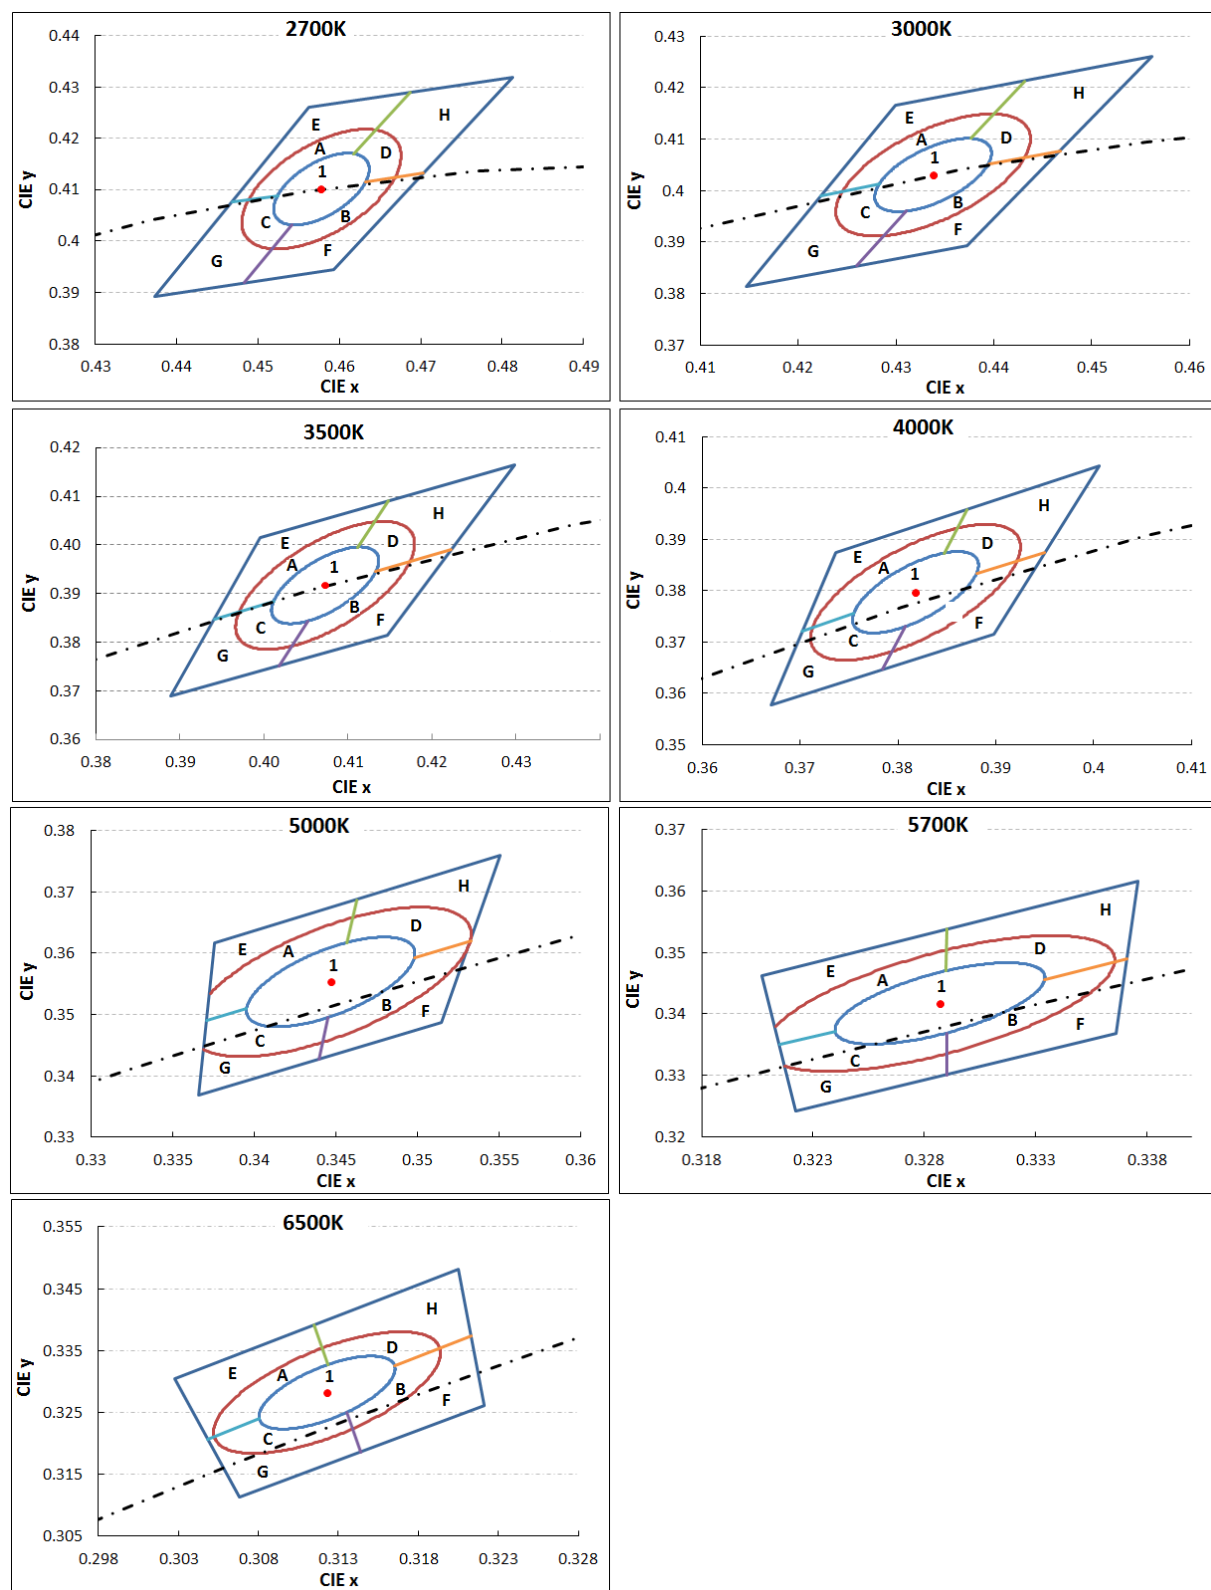 2700K
0.44
0.43
0.42
0.41
0.4
0.39
0.38
CIE y
E
H
A
D
1
C
B
G
F
0.43 0.44 0.45 0.46 0.47 0.48 0.49
CIE x
3000K
0.43
0.42
0.41
0.4
0.39
0.38
0.37
CIE y
H
E
A
D
1
B
C
F
G
0.41 0.42 0.43 0.44 0.45 0.46
CIE x
3500K
0.42
0.41
0.40
0.39
0.38
0.37
0.36
CIE y
H
E
D
A
1
B
C
F
G
0.38 0.39 0.40 0.41 0.42 0.43
CIE x
4000K
0.41
0.4
0.39
0.38
0.37
0.36
0.35
CIE y
H
E
D
A
1
F
C
G
0.36 0.37 0.38 0.39 0.4 0.41
CIE x
5000K
0.38
0.37
0.36
0.35
0.34
0.33
CIE y
H
D
E
A
1
B
F
C
G
0.33 0.335 0.34 0.345 0.35 0.355 0.36
CIE x
5700K
0.37
0.36
0.35
0.34
0.33
0.32
CIE y
H
D
E
A
1
B
F
C
G
0.318 0.323 0.328 0.333 0.338
CIE x
6500K
0.355
0.345
0.335
0.325
0.315
0.305
CIE y
H
D
E
A
1
B
F
C
G
0.298 0.303 0.308 0.313 0.318 0.323 0.328
CIE x